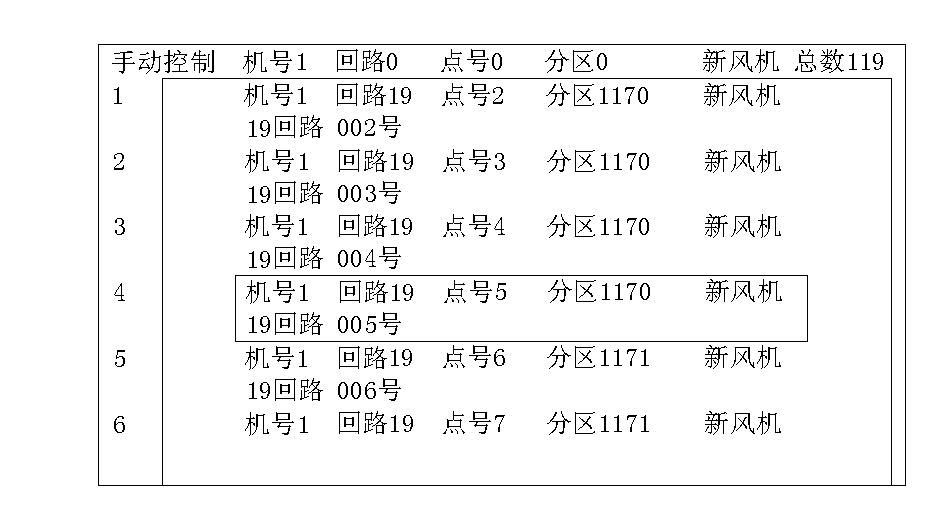 手动控制 机号1 回路0 点号0 分区0 新风机 总数119
1 机号1 回路19 点号2 分区1170 新风机
19回路 002号
2 机号1 回路19 点号3 分区1170 新风机
19回路 003号
3 机号1 回路19 点号4 分区1170 新风机
19回路 004号
4 机号1 回路19 点号5 分区1170 新风机
19回路 005号
5 机号1 回路19 点号6 分区1171 新风机
19回路 006号
6 机号1 回路19 点号7 分区1171 新风机